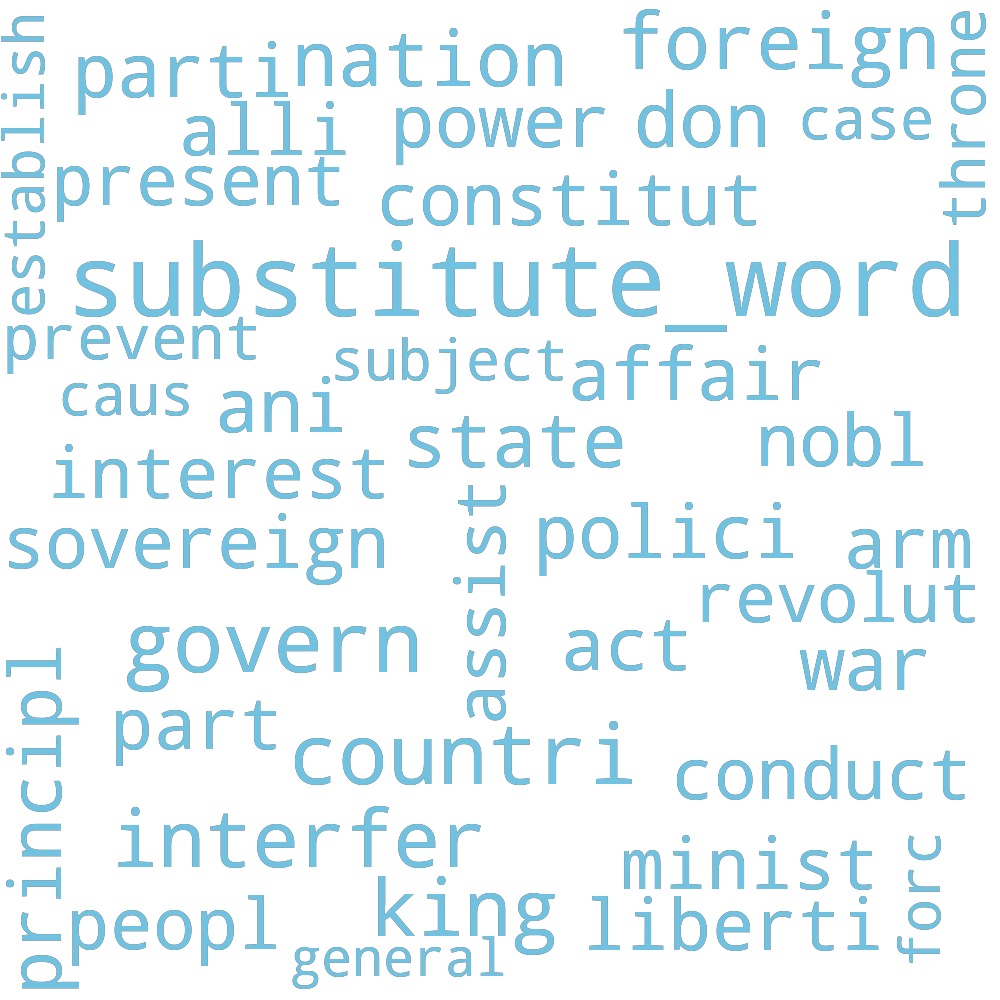 establish
parti
nation
foreign
throne
alli
power
don
case
present
constitut
substitute_word
prevent
subject
affair
caus
ani
state
nobl
interest
assist
sovereign
polici
arm
revolut
govern
act
war
principl
part
countri
conduct
interfer
minist
forc
peopl
king
liberti
general